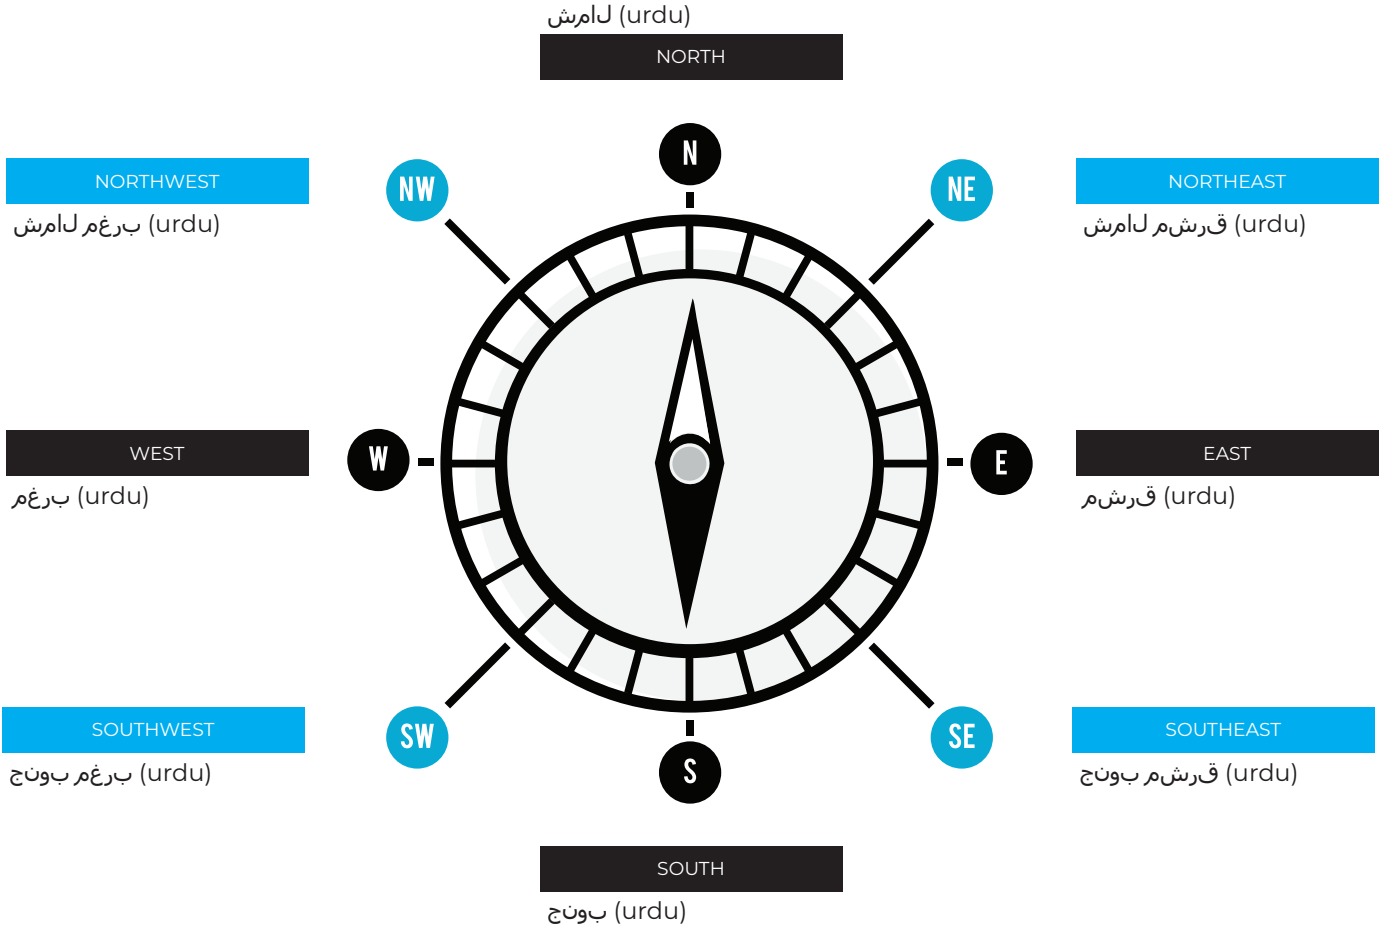 لامش (urdu)
NORTH
N
NORTHWEST
برغم لامش (urdu)
NW
NE
NORTHEAST
قرشم لامش (urdu)
WEST
برغم (urdu)
W
E
EAST
قرشم (urdu)
SOUTHWEST
برغم بونج (urdu)
SW
SE
SOUTHEAST
قرشم بونج (urdu)
S
SOUTH
بونج (urdu)